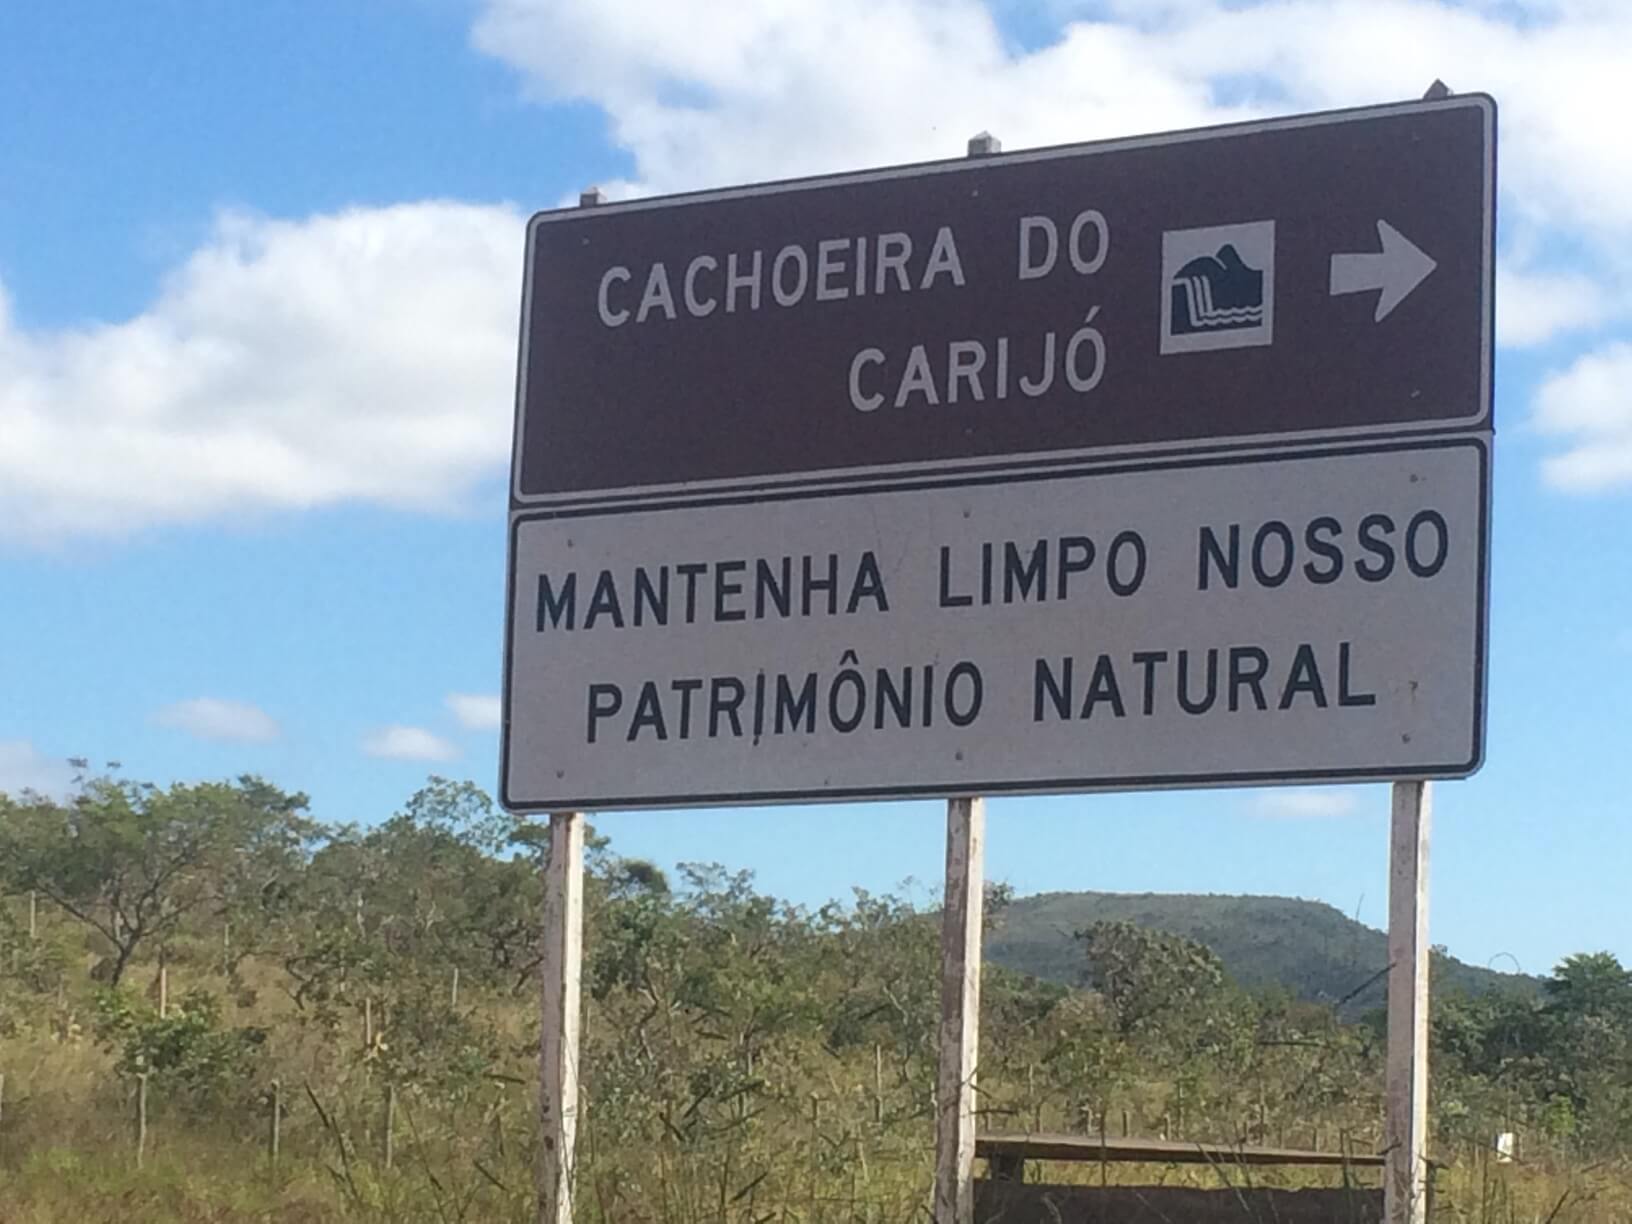 CACHOEIRA DO
CARIJÓ
MANTENHA LIMPO NOSSO
PATRIMÔNIO NATURAL